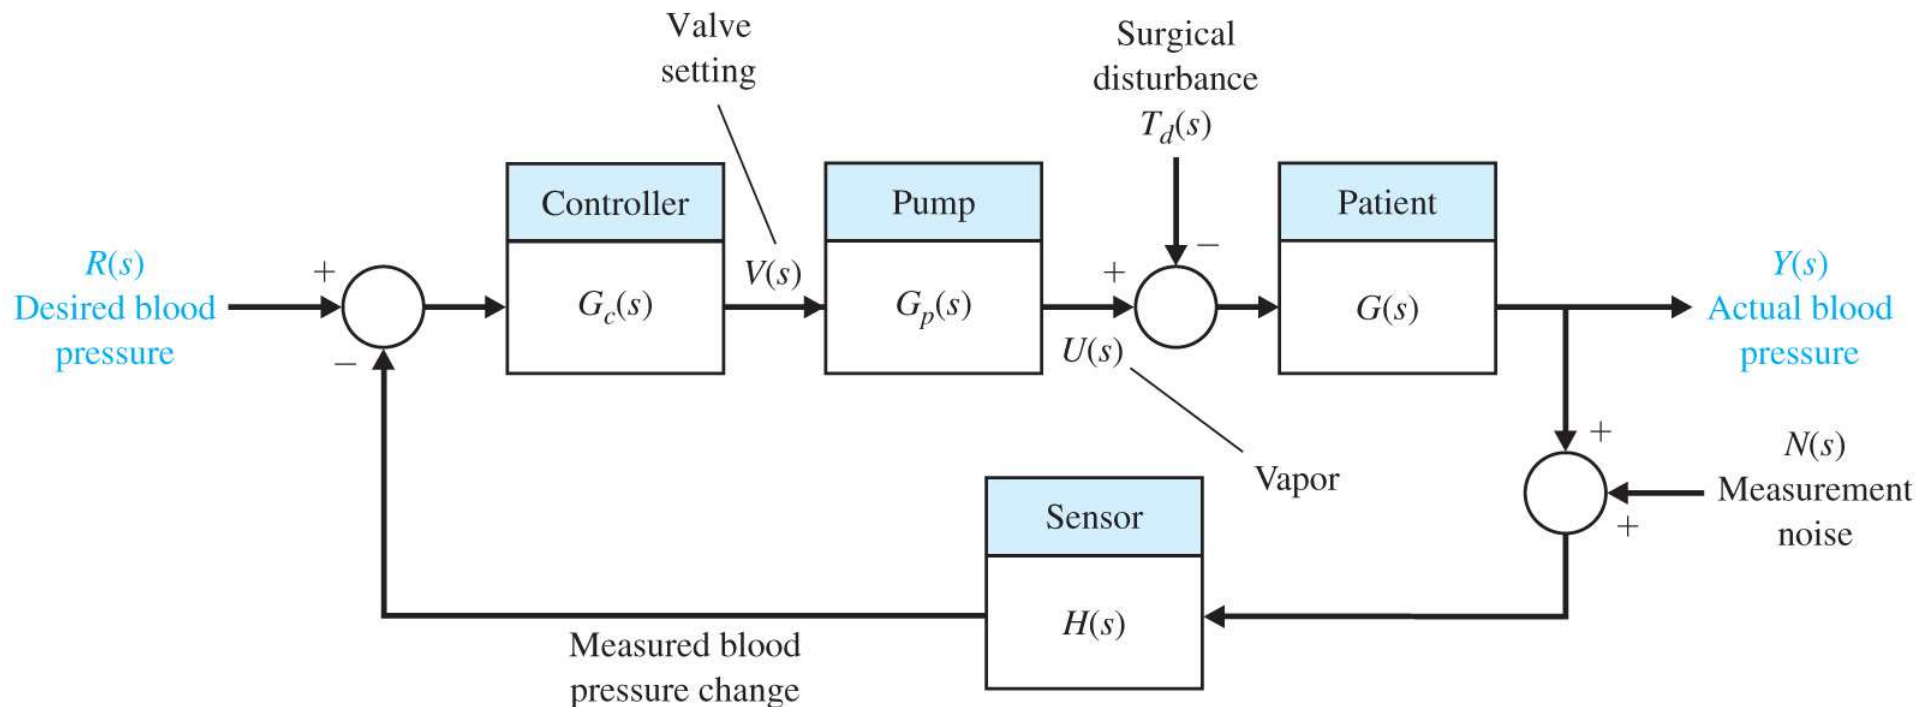 Valve
setting
Surgical
disturbance
T_d(s)
Controller
Pump
Patient
R(s)
Desired blood
pressure
+
−
G_c(s)
V(s)
G_p(s)
+
−
U(s)
G(s)
Y(s)
Actual blood
pressure
Vapor
+
+
N(s)
Measurement
noise
Sensor
H(s)
Measured blood
pressure change